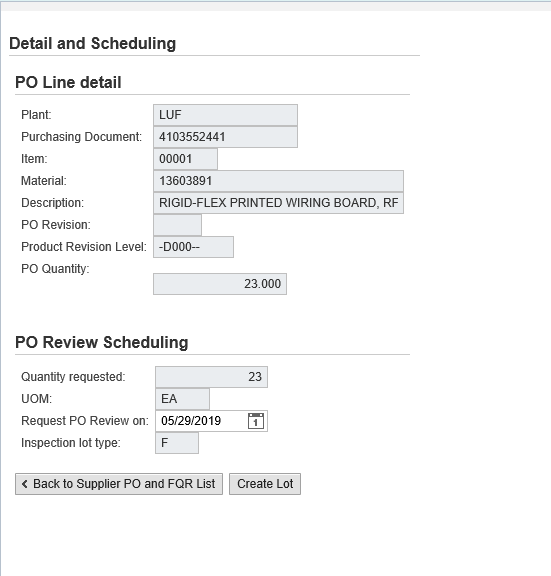 Detail and Scheduling
PO Line detail
Plant: LUF
Purchasing Document: 4103552441
Item: 00001
Material: 13603891
Description: RIGID-FLEX PRINTED WIRING BOARD, RF
PO Revision:
Product Revision Level: -D000--
PO Quantity:
23.000
PO Review Scheduling
Quantity requested: 23
UOM: EA
Request PO Review on: 05/29/2019 1
Inspection lot type: F
Back to Supplier PO and FQR List Create Lot